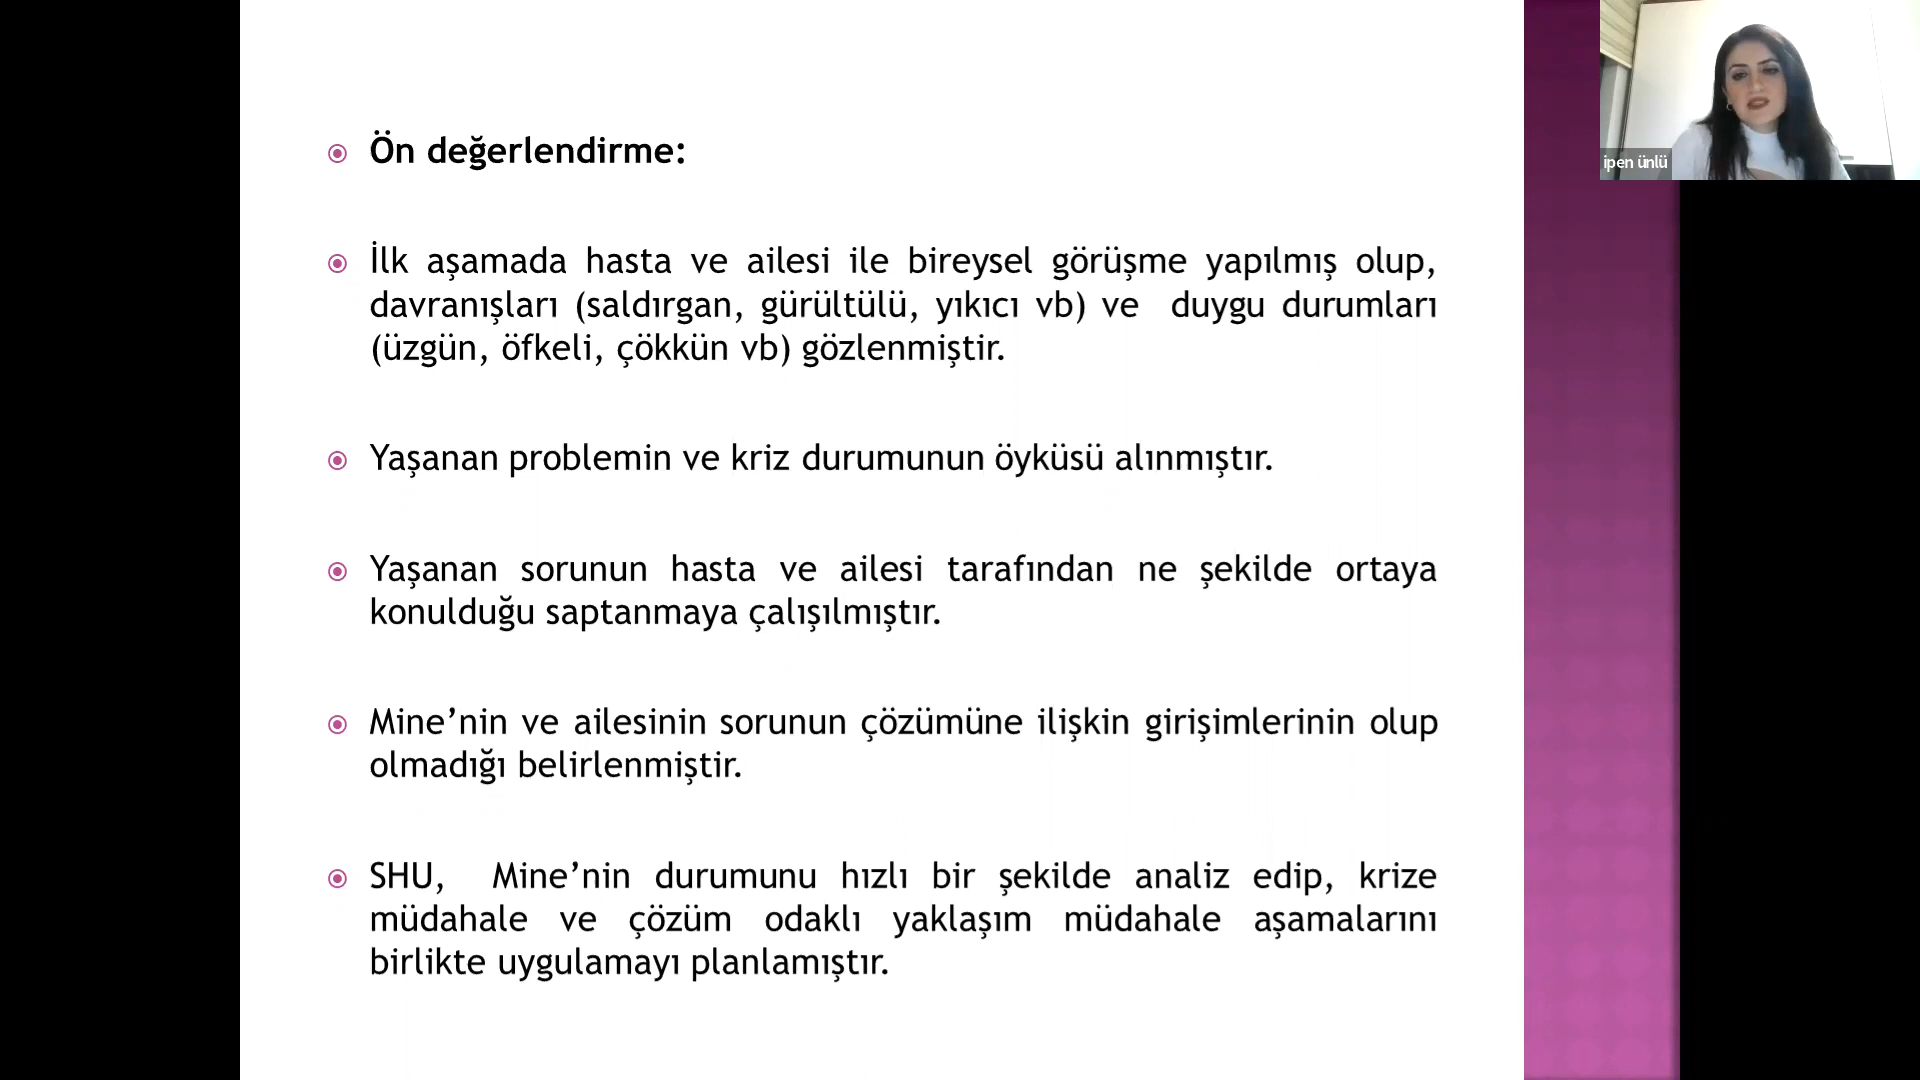 Ön değerlendirme:
İlk aşamada hasta ve ailesi ile bireysel görüşme yapılmış olup,
davranışları (saldırgan, gürültülü, yıkıcı vb) ve duygu durumları
(üzgün, öfkeli, çökkün vb) gözlenmiştir.
Yaşanan problemin ve kriz durumunun öyküsü alınmıştır.
Yaşanan sorunun hasta ve ailesi tarafından ne şekilde ortaya
konulduğu saptanmaya çalışılmıştır.
Mine’nin ve ailesinin sorunun çözümüne ilişkin girişimlerinin olup
olmadığı belirlenmiştir.
SHU, Mine’nin durumunu hızlı bir şekilde analiz edip, krize
müdahale ve çözüm odaklı yaklaşım müdahale aşamalarını
birlikte uygulamayı planlamıştır.
ipen ünlü